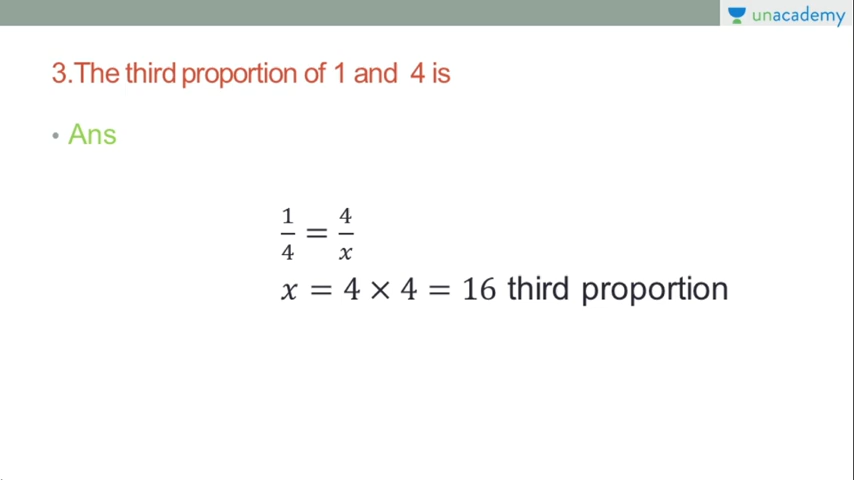 unacademy
3.The third proportion of 1 and 4 is
• Ans
1/4 = 4/x
x = 4 × 4 = 16 third proportion